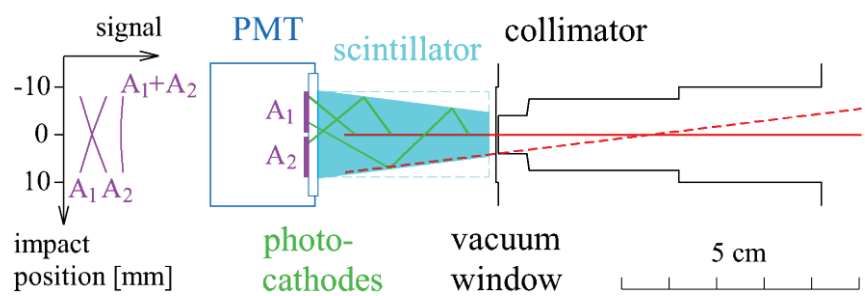 signal
PMT
scintillator
collimator
-10
0
10
A₁+A₂
A₁ A₂
A₁
A₂
impact
position [mm]
photo-
cathodes
vacuum
window
5 cm